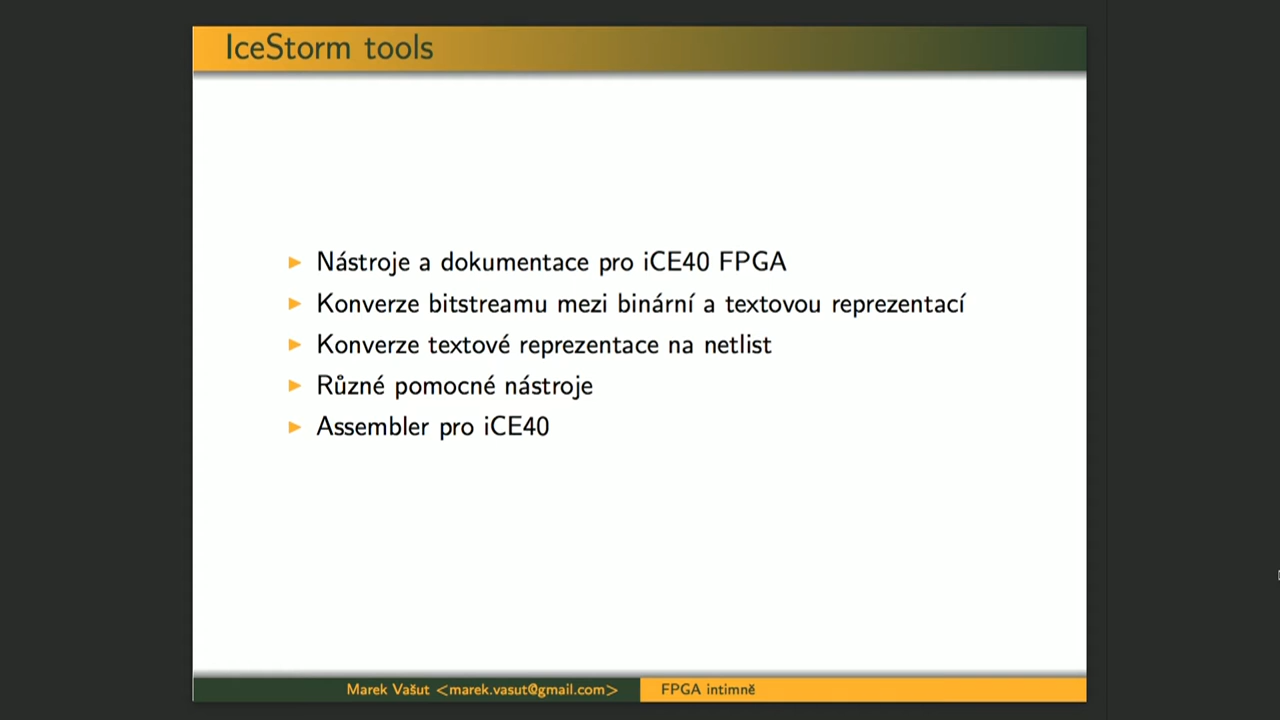 IceStorm tools
Nástroje a dokumentace pro iCE40 FPGA
Konverze bitstreamu mezi binární a textovou reprezentací
Konverze textové reprezentace na netlist
Různé pomocné nástroje
Assembler pro iCE40
Marek Vašut <marek.vasut@gmail.com>
FPGA intimně